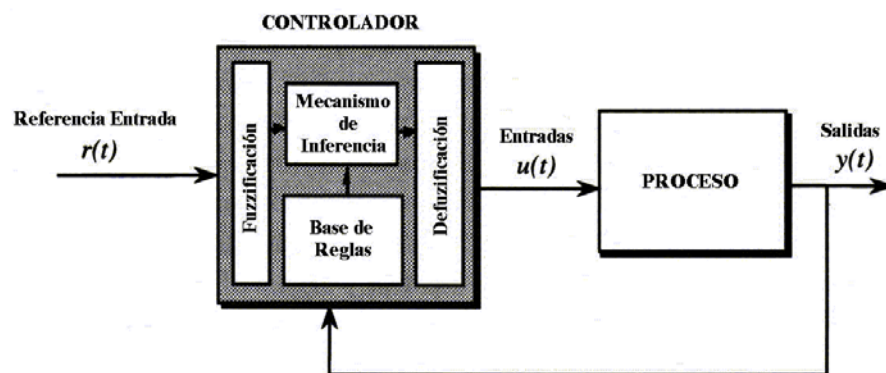 CONTROLADOR
Referencia Entrada
r(t)
Fuzzificación
Mecanismo
de
Inferencia
Base de
Reglas
Defuzificación
Entradas
u(t)
PROCESO
Salidas
y(t)